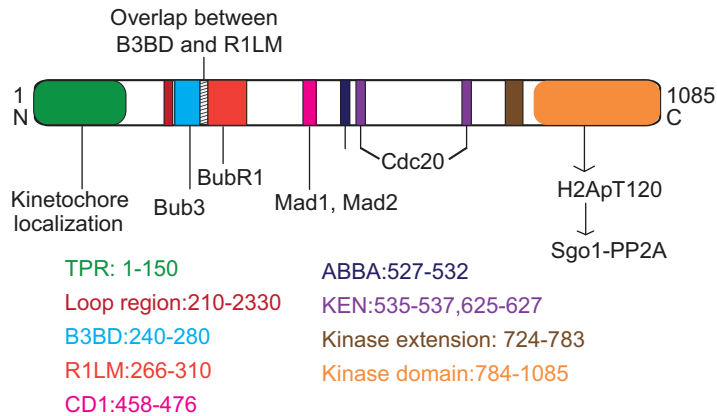 Overlap between
B3BD and R1LM
1
N
1085
C
Kinetochore
localization
Bub3
BubR1
Mad1, Mad2
Cdc20
H2ApT120
Sgo1-PP2A
TPR: 1-150
Loop region:210-2330
B3BD:240-280
R1LM:266-310
CD1:458-476
ABBA:527-532
KEN:535-537,625-627
Kinase extension: 724-783
Kinase domain:784-1085